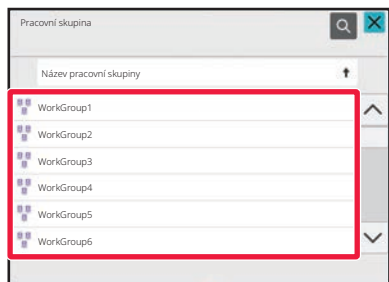 Pracovní skupina
Název pracovní skupiny
WorkGroup1
WorkGroup2
WorkGroup3
WorkGroup4
WorkGroup5
WorkGroup6